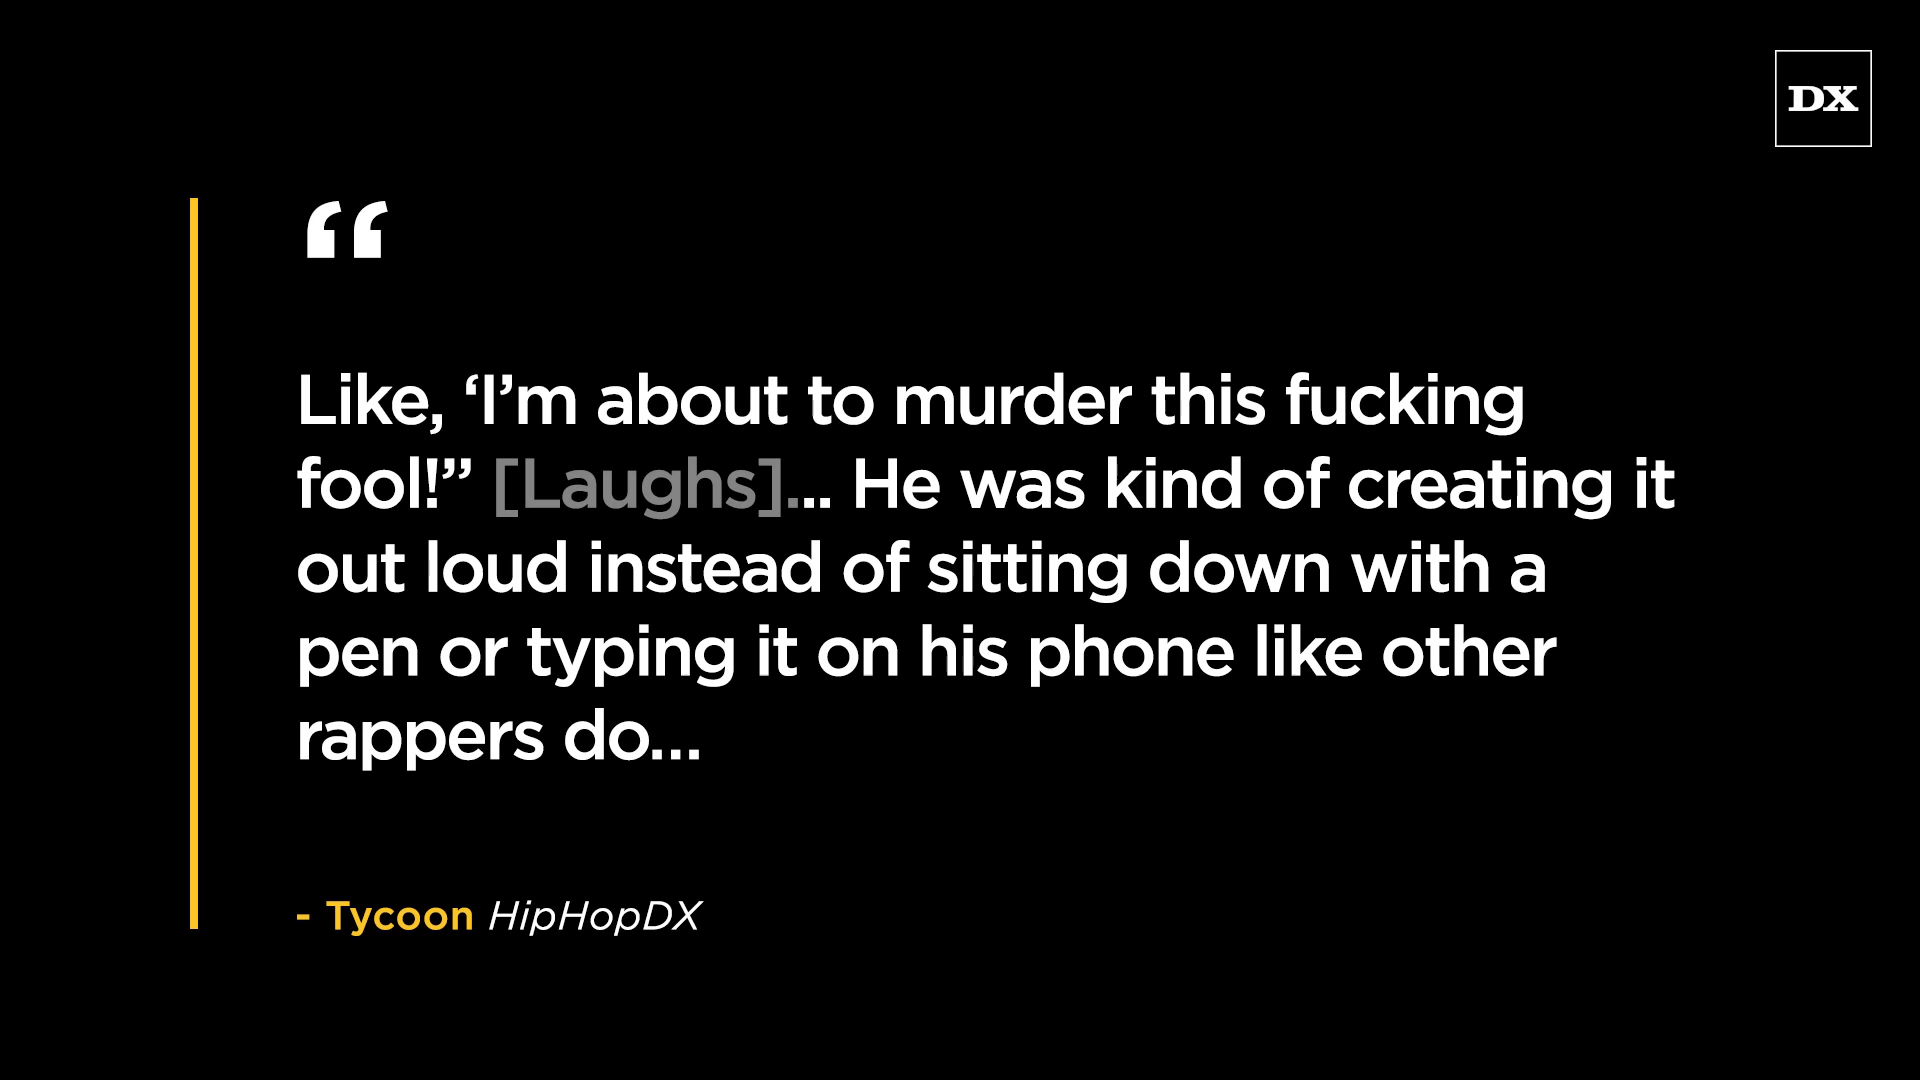 DX
“
Like, ‘I’m about to murder this fucking
fool!” [Laughs]... He was kind of creating it
out loud instead of sitting down with a
pen or typing it on his phone like other
rappers do...
- Tycoon HipHopDX